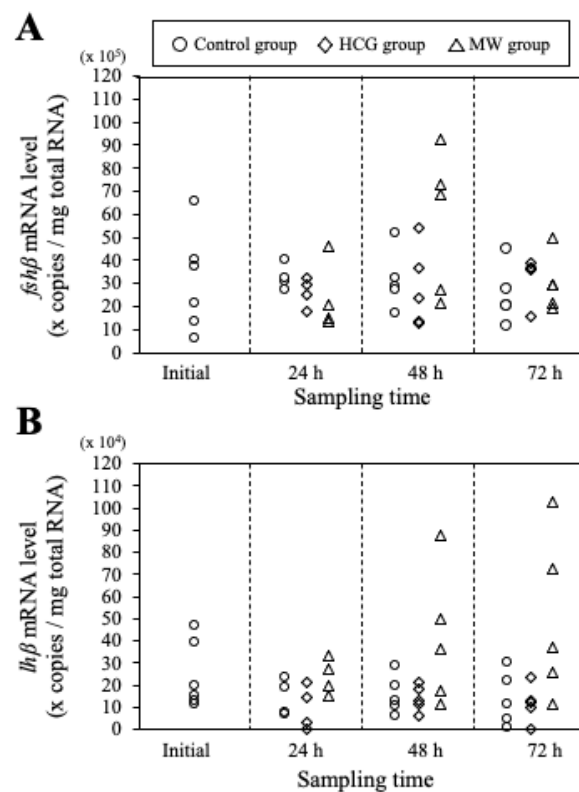 A
Control group HCG group MW group
(x 10⁵)
120
110
100
90
80
70
60
50
40
30
20
10
0
fshβ mRNA level
(x copies / mg total RNA)
Initial 24 h 48 h 72 h
Sampling time
B
(x 10⁴)
120
110
100
90
80
70
60
50
40
30
20
10
0
lhβ mRNA level
(x copies / mg total RNA)
Initial 24 h 48 h 72 h
Sampling time